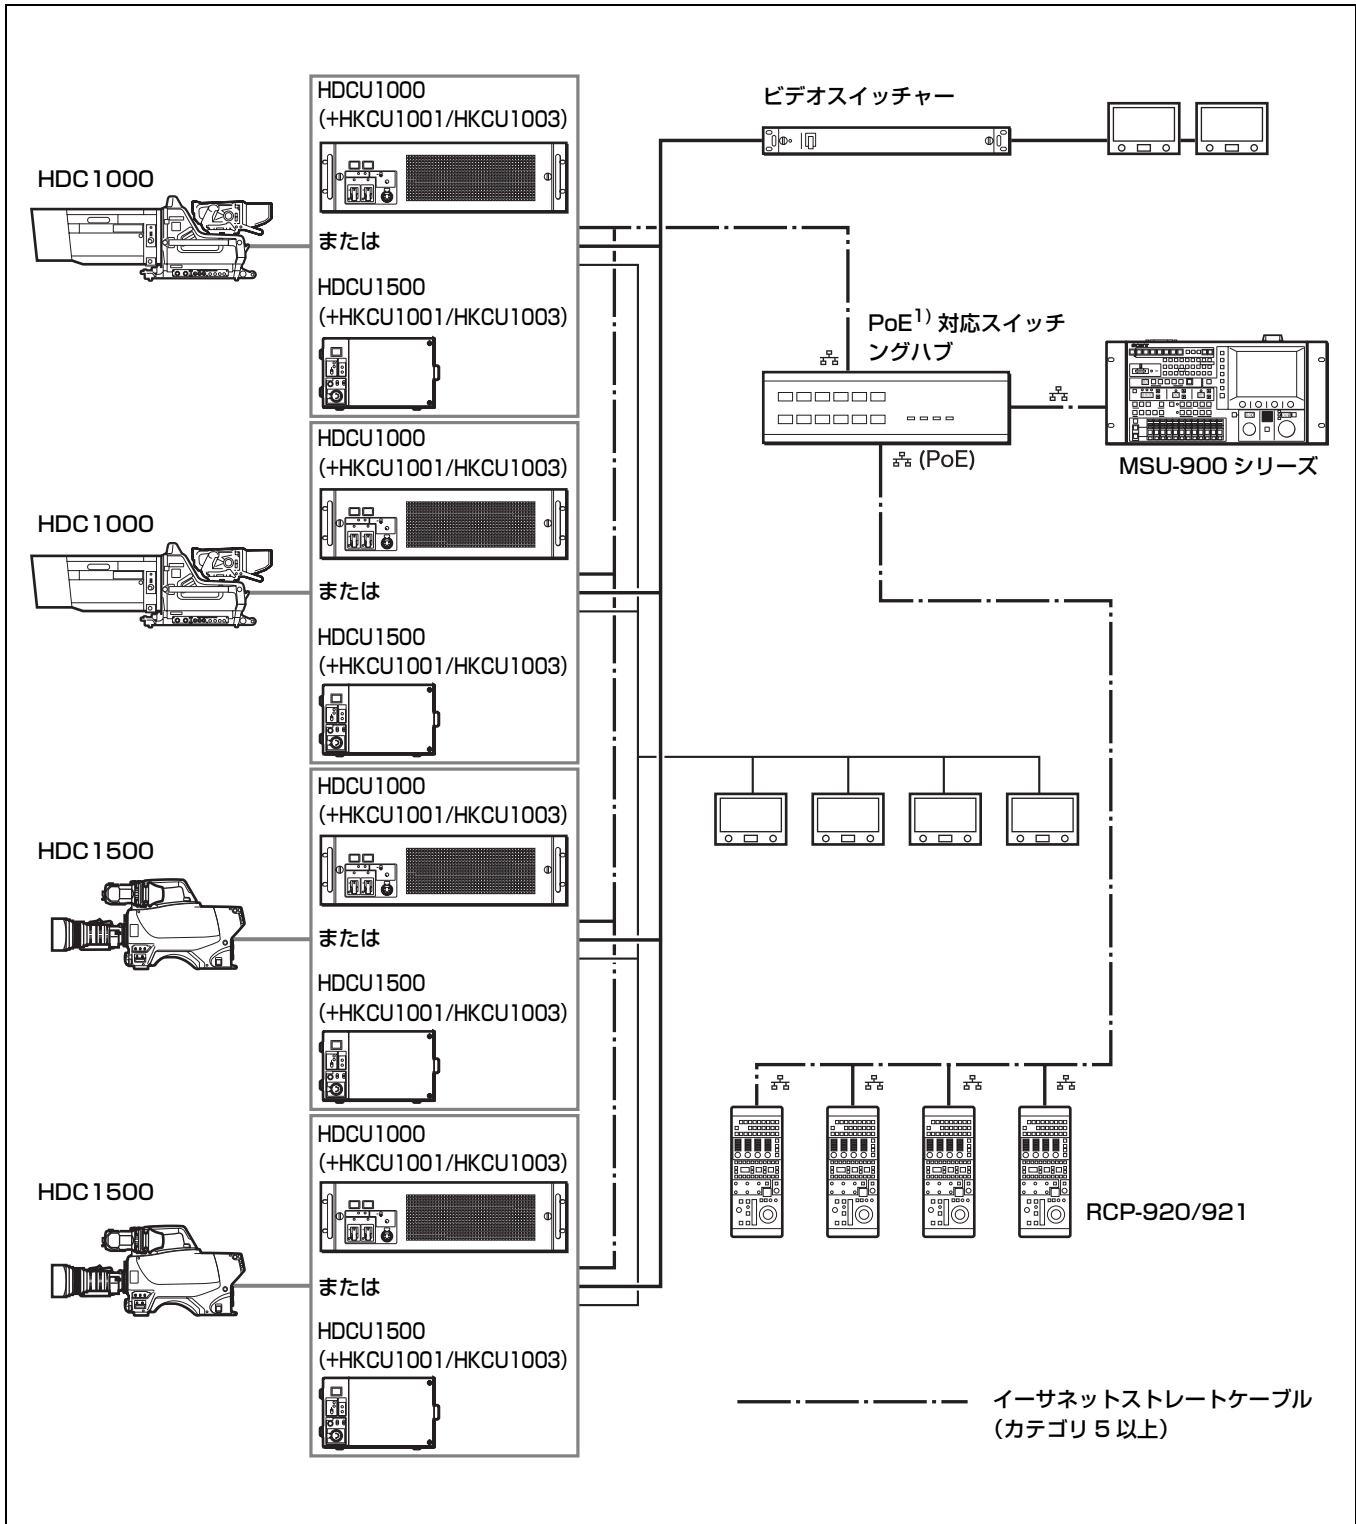 HDCU1000
(+HKCU1001/HKCU1003)
HDC1000
または
HDCU1500
(+HKCU1001/HKCU1003)
HDCU1000
(+HKCU1001/HKCU1003)
HDC1000
または
HDCU1500
(+HKCU1001/HKCU1003)
HDCU1000
(+HKCU1001/HKCU1003)
HDC1500
または
HDCU1500
(+HKCU1001/HKCU1003)
HDCU1000
(+HKCU1001/HKCU1003)
HDC1500
または
HDCU1500
(+HKCU1001/HKCU1003)
ビデオスイッチャー
PoE1) 対応スイッチ
ングハブ
(PoE)
SONY
MSU-900 シリーズ
RCP-920/921
イーサネットストレートケーブル
（カテゴリ 5 以上）